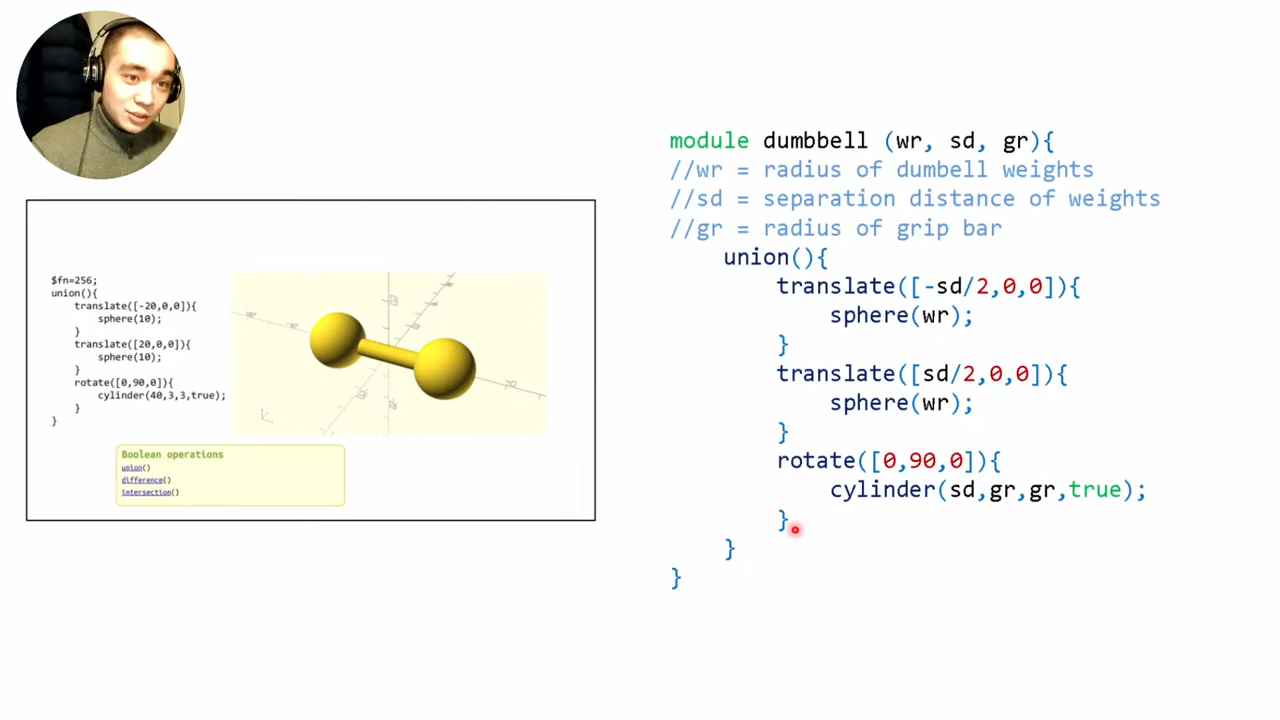 $fn=256;
union(){
translate([-20,0,0]){
sphere(10);
}
translate([20,0,0]){
sphere(10);
}
rotate([0,90,0]){
cylinder(40,3,3,true);
}
}
Boolean operations
union()
difference()
intersection()
module dumbbell (wr, sd, gr){
//wr = radius of dumbell weights
//sd = separation distance of weights
//gr = radius of grip bar
union(){
translate([-sd/2,0,0]){
sphere(wr);
}
translate([sd/2,0,0]){
sphere(wr);
}
rotate([0,90,0]){
cylinder(sd,gr,gr,true);
}
}
}